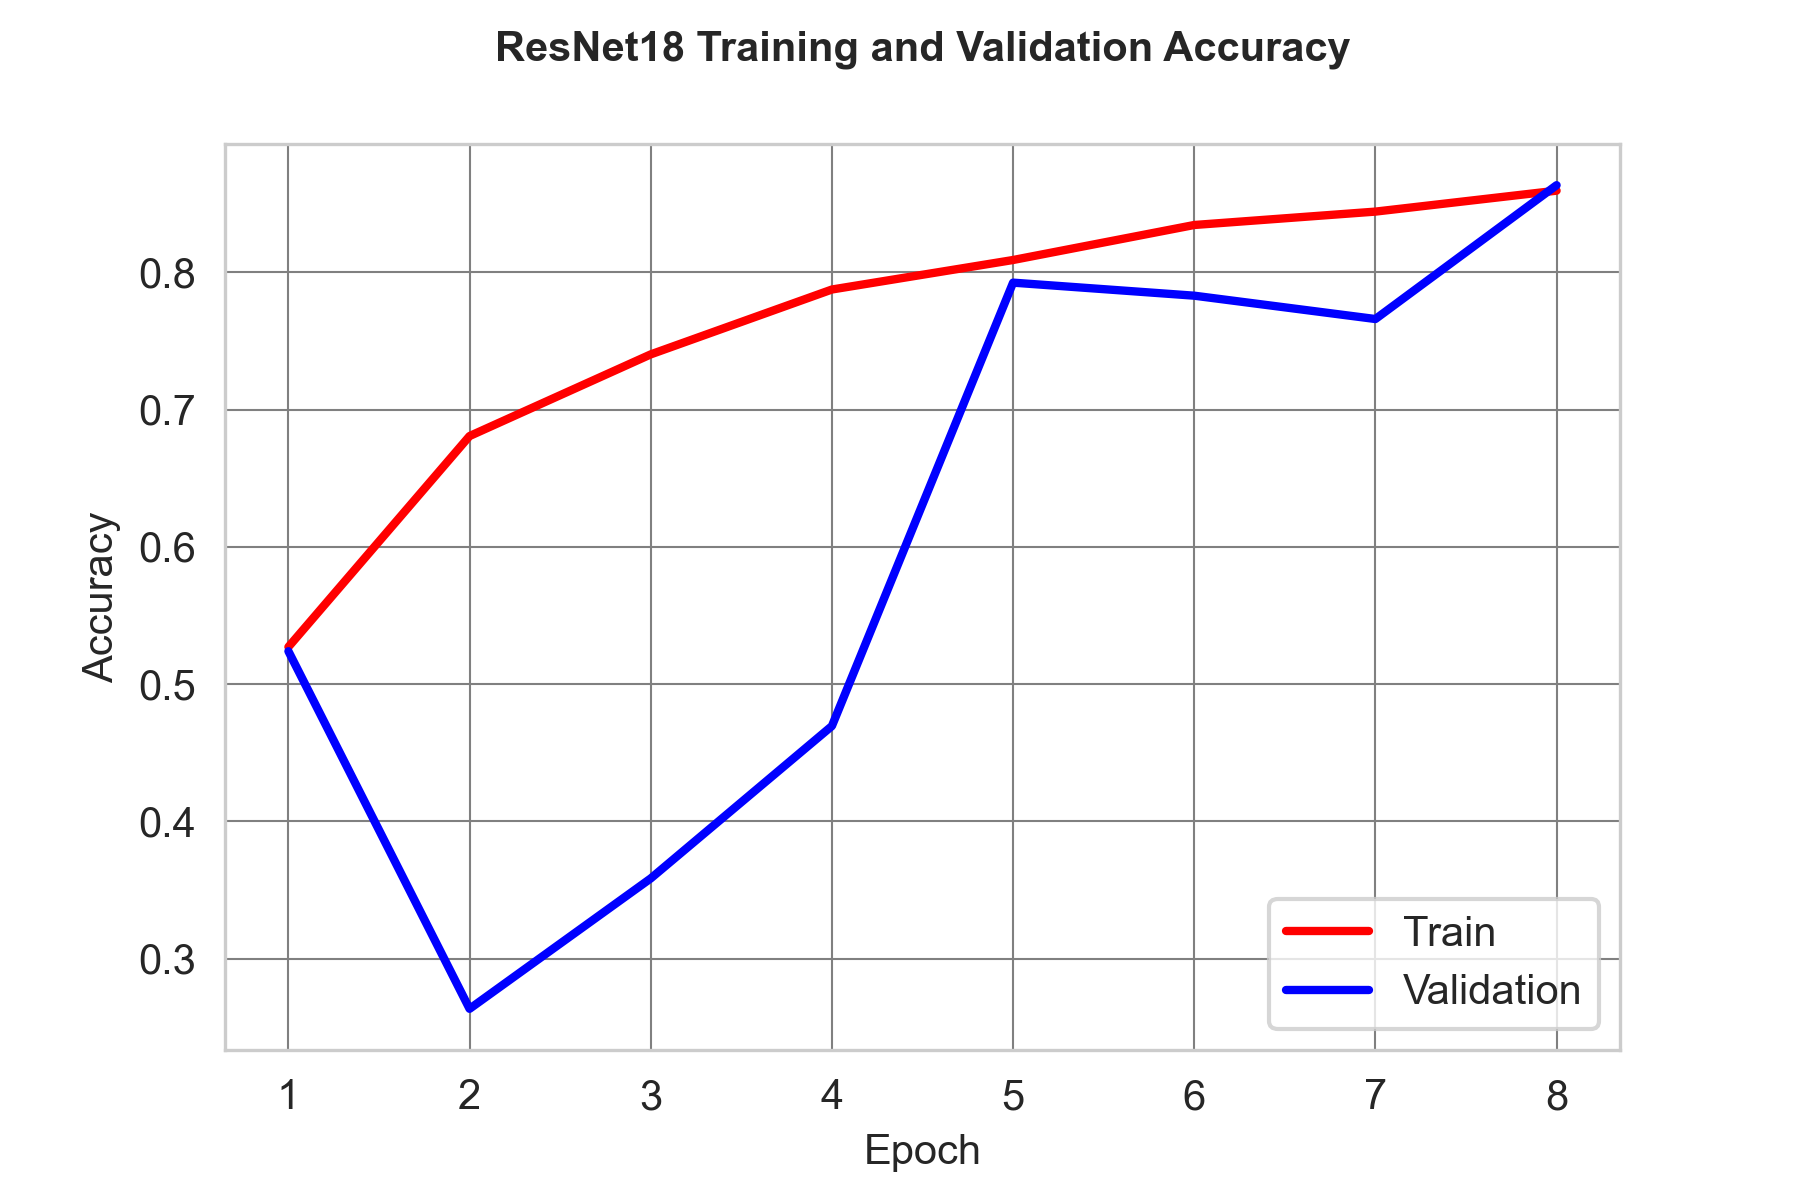 ResNet18 Training and Validation Accuracy
0.8
0.7
0.6
0.5
0.4
0.3
Accuracy
Train
Validation
1 2 3 4 5 6 7 8
Epoch